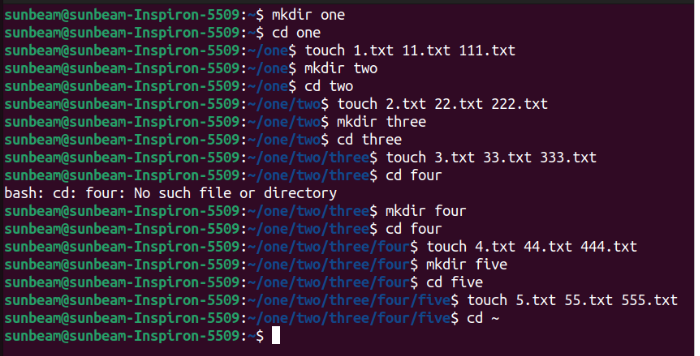 sunbeam@sunbeam-Inspiron-5509:~$ mkdir one
sunbeam@sunbeam-Inspiron-5509:~$ cd one
sunbeam@sunbeam-Inspiron-5509:~/one$ touch 1.txt 11.txt 111.txt
sunbeam@sunbeam-Inspiron-5509:~/one$ mkdir two
sunbeam@sunbeam-Inspiron-5509:~/one$ cd two
sunbeam@sunbeam-Inspiron-5509:~/one/two$ touch 2.txt 22.txt 222.txt
sunbeam@sunbeam-Inspiron-5509:~/one/two$ mkdir three
sunbeam@sunbeam-Inspiron-5509:~/one/two$ cd three
sunbeam@sunbeam-Inspiron-5509:~/one/two/three$ touch 3.txt 33.txt 333.txt
sunbeam@sunbeam-Inspiron-5509:~/one/two/three$ cd four
bash: cd: four: No such file or directory
sunbeam@sunbeam-Inspiron-5509:~/one/two/three$ mkdir four
sunbeam@sunbeam-Inspiron-5509:~/one/two/three$ cd four
sunbeam@sunbeam-Inspiron-5509:~/one/two/three/four$ touch 4.txt 44.txt 444.txt
sunbeam@sunbeam-Inspiron-5509:~/one/two/three/four$ mkdir five
sunbeam@sunbeam-Inspiron-5509:~/one/two/three/four$ cd five
sunbeam@sunbeam-Inspiron-5509:~/one/two/three/four/five$ touch 5.txt 55.txt 555.txt
sunbeam@sunbeam-Inspiron-5509:~/one/two/three/four/five$ cd ~
sunbeam@sunbeam-Inspiron-5509:~$